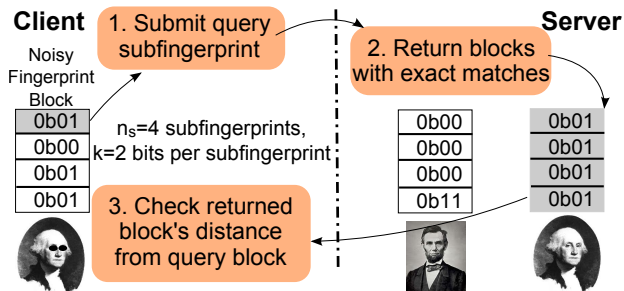 Client
Server
1. Submit query
subfingerprint
2. Return blocks
with exact matches
Noisy
Fingerprint
Block
0b01
0b00
0b01
0b01
n_s=4 subfingerprints,
k=2 bits per subfingerprint
0b00
0b00
0b00
0b11
0b01
0b01
0b01
0b01
3. Check returned
block's distance
from query block